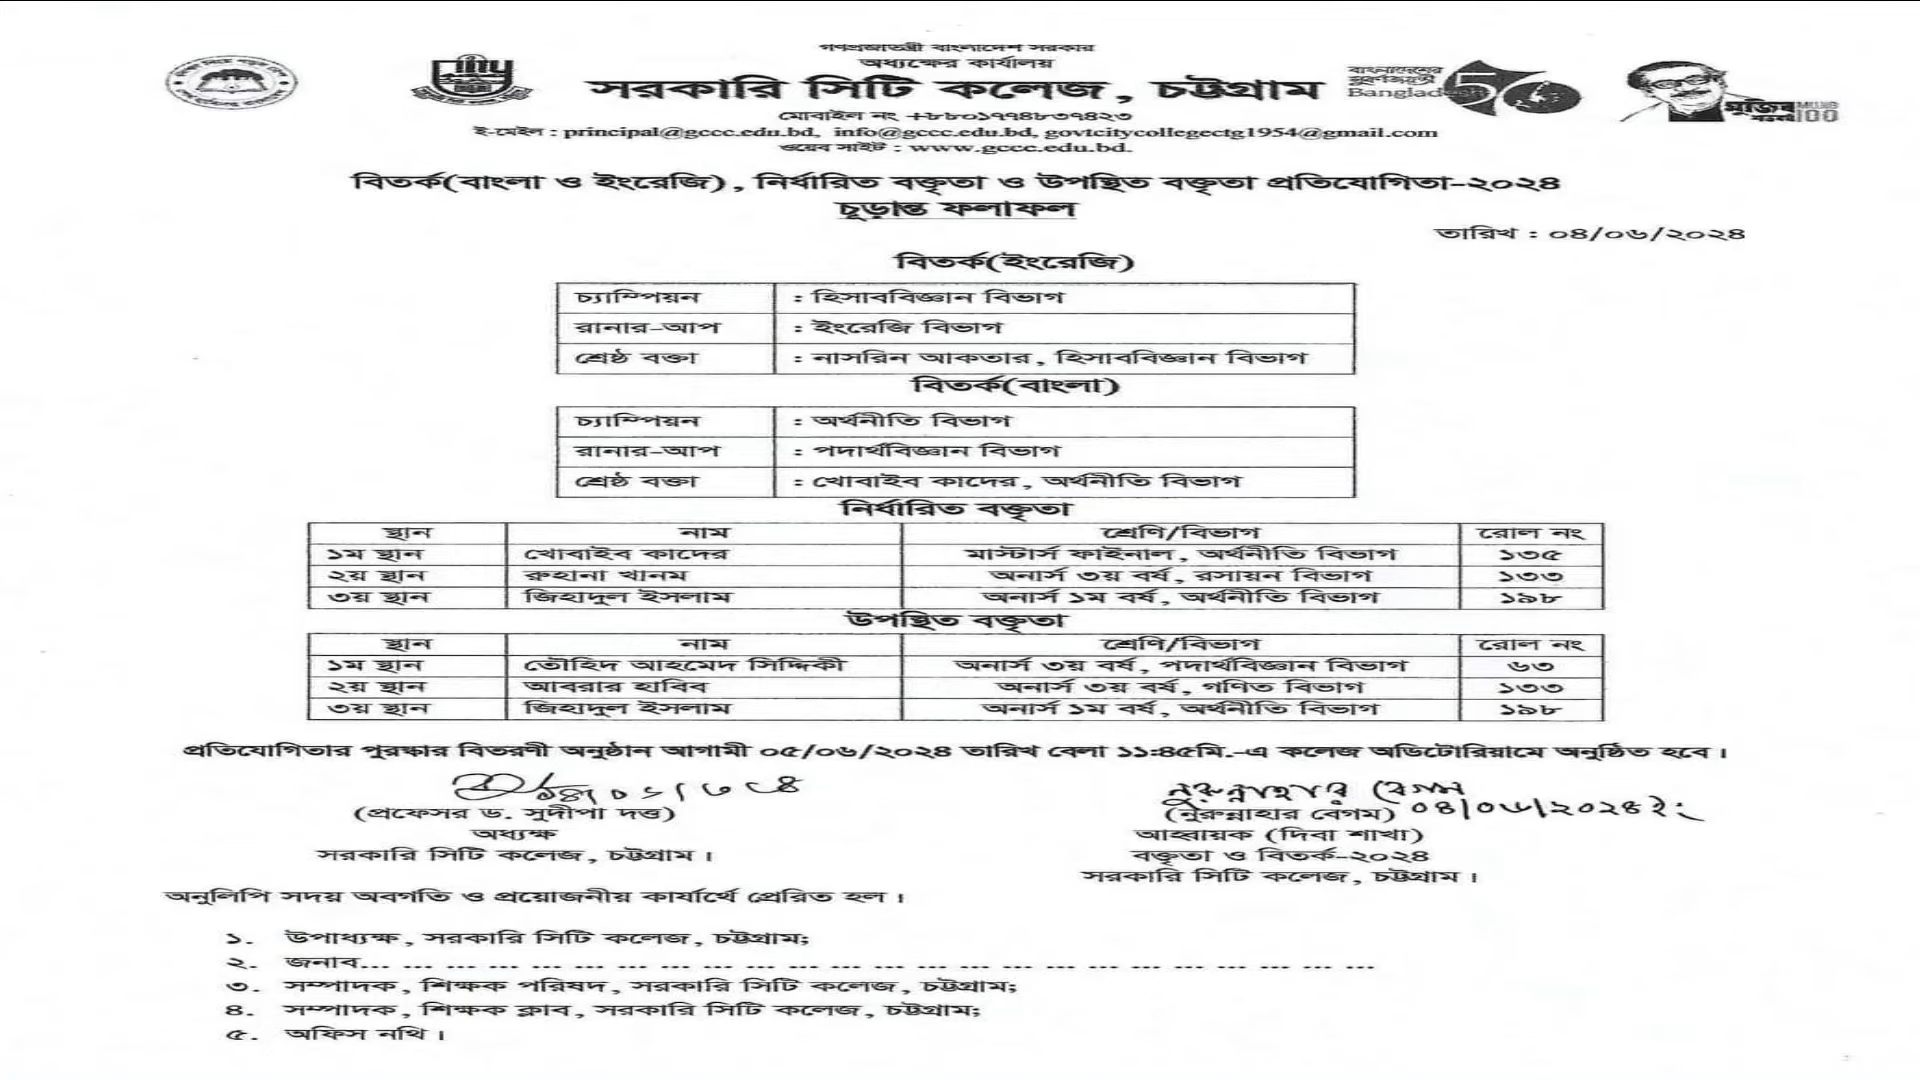 গণপ্রজাতন্ত্রী বাংলাদেশ সরকার
অধ্যক্ষের কার্যালয়
সরকারি সিটি কলেজ, চট্টগ্রাম
বাংলাদেশের
সুবর্ণজয়ন্তী
Bangladesh 50
মুজিব MUJIB
শতবর্ষ 100
মোবাইল নং +৮৮০১৭৭৪৮৩৭৪২৩
ই-মেইল : principal@gccc.edu.bd, info@gccc.edu.bd, govtcitycollegectg1954@gmail.com
ওয়েব সাইট : www.gccc.edu.bd.
বিতর্ক(বাংলা ও ইংরেজি), নির্ধারিত বক্তৃতা ও উপস্থিত বক্তৃতা প্রতিযোগিতা-২০২৪
চূড়ান্ত ফলাফল
তারিখ : ০৪/০৬/২০২৪
বিতর্ক(ইংরেজি)
চ্যাম্পিয়ন : হিসাববিজ্ঞান বিভাগ
রানার-আপ : ইংরেজি বিভাগ
শ্রেষ্ঠ বক্তা : নাসরিন আকতার, হিসাববিজ্ঞান বিভাগ
বিতর্ক(বাংলা)
চ্যাম্পিয়ন : অর্থনীতি বিভাগ
রানার-আপ : পদার্থবিজ্ঞান বিভাগ
শ্রেষ্ঠ বক্তা : খোবাইব কাদের, অর্থনীতি বিভাগ
নির্ধারিত বক্তৃতা
স্থান নাম শ্রেণি/বিভাগ রোল নং
১ম স্থান খোবাইব কাদের মাস্টার্স ফাইনাল, অর্থনীতি বিভাগ ১৩৫
২য় স্থান রুহানা খানম অনার্স ৩য় বর্ষ, রসায়ন বিভাগ ১৩৩
৩য় স্থান জিহাদুল ইসলাম অনার্স ১ম বর্ষ, অর্থনীতি বিভাগ ১৯৮
উপস্থিত বক্তৃতা
স্থান নাম শ্রেণি/বিভাগ রোল নং
১ম স্থান তৌহিদ আহমেদ সিদ্দিকী অনার্স ৩য় বর্ষ, পদার্থবিজ্ঞান বিভাগ ৬৩
২য় স্থান আবরার হাবিব অনার্স ৩য় বর্ষ, গণিত বিভাগ ১৩৩
৩য় স্থান জিহাদুল ইসলাম অনার্স ১ম বর্ষ, অর্থনীতি বিভাগ ১৯৮
প্রতিযোগিতার পুরস্কার বিতরণী অনুষ্ঠান আগামী ০৫/০৬/২০২৪ তারিখ বেলা ১১:৪৫মি.-এ কলেজ অডিটোরিয়ামে অনুষ্ঠিত হবে।
(প্রফেসর ড. সুদীপা দত্ত)
অধ্যক্ষ
সরকারি সিটি কলেজ, চট্টগ্রাম।
নুরুন্নাহার বেগম
(নুরুন্নাহার বেগম) ০৪/০৬/২০২৪ইং
আহ্বায়ক (দিবা শাখা)
বক্তৃতা ও বিতর্ক-২০২৪
সরকারি সিটি কলেজ, চট্টগ্রাম।
অনুলিপি সদয় অবগতি ও প্রয়োজনীয় কার্যার্থে প্রেরিত হল।
১. উপাধ্যক্ষ, সরকারি সিটি কলেজ, চট্টগ্রাম;
২. জনাব... ... ... ... ... ... ... ... ... ... ... ... ... ... ... ... ... ... ... ... ... ... ... ...
৩. সম্পাদক, শিক্ষক পরিষদ, সরকারি সিটি কলেজ, চট্টগ্রাম;
৪. সম্পাদক, শিক্ষক ক্লাব, সরকারি সিটি কলেজ, চট্টগ্রাম;
৫. অফিস নথি।